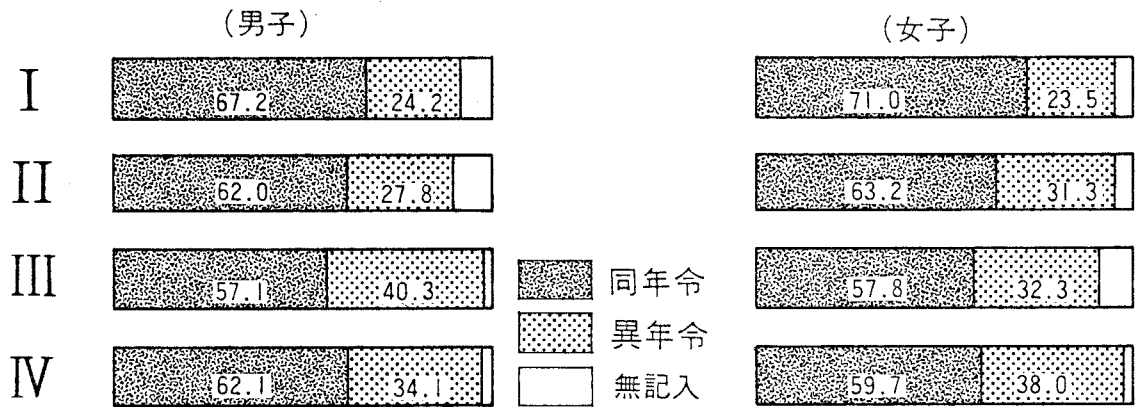 (男子) (女子)
I 67.2 24.2 71.0 23.5
II 62.0 27.8 63.2 31.3
III 57.1 40.3 57.8 32.3
同年令
異年令
無記入
IV 62.1 34.1 59.7 38.0